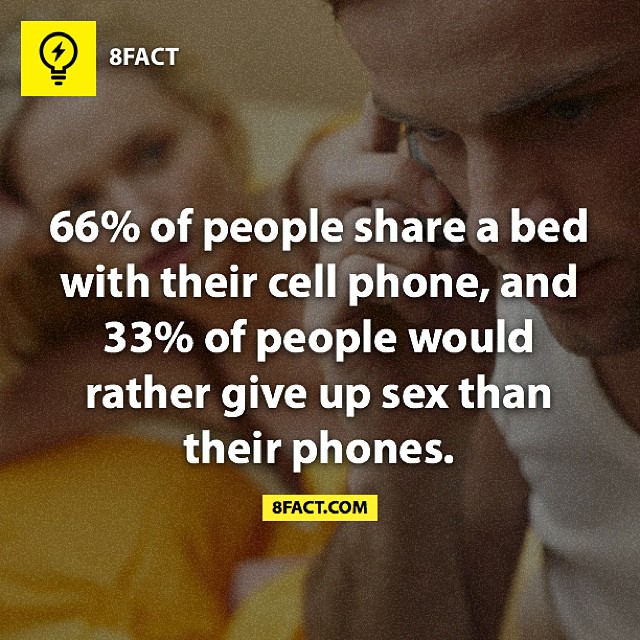 8FACT
66% of people share a bed
with their cell phone, and
33% of people would
rather give up sex than
their phones.
8FACT.COM